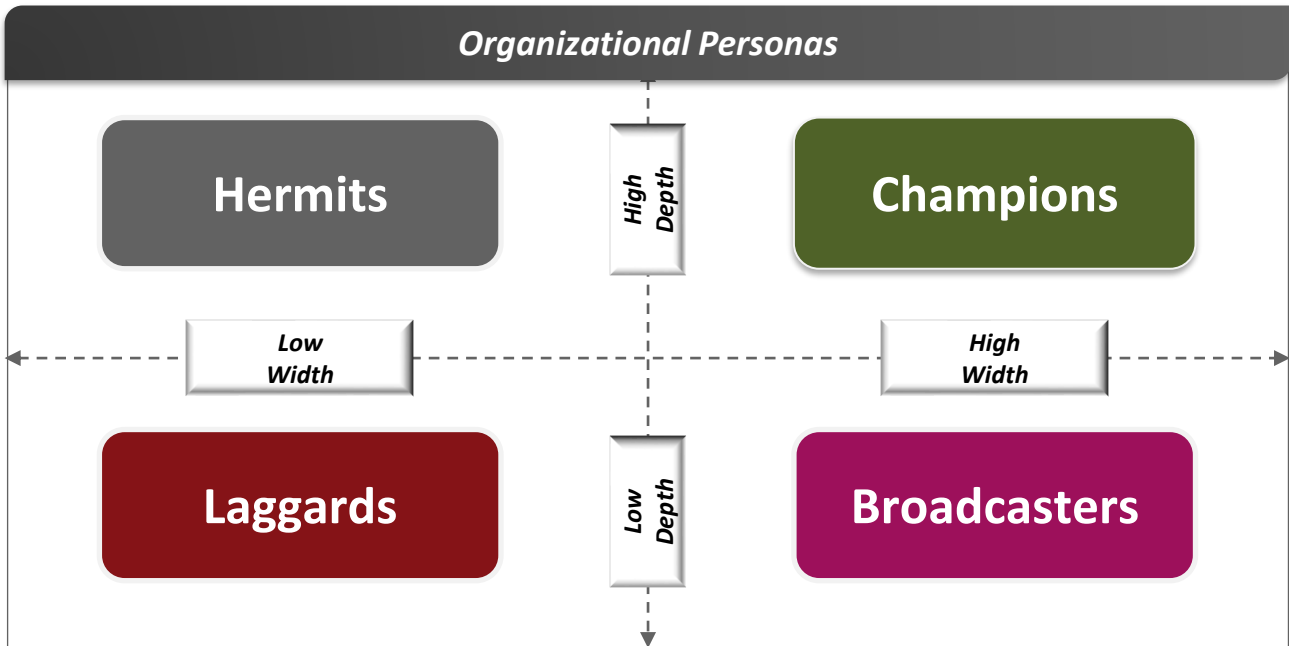 Organizational Personas
Hermits
High
Depth
Champions
Low
Width
High
Width
Laggards
Low
Depth
Broadcasters